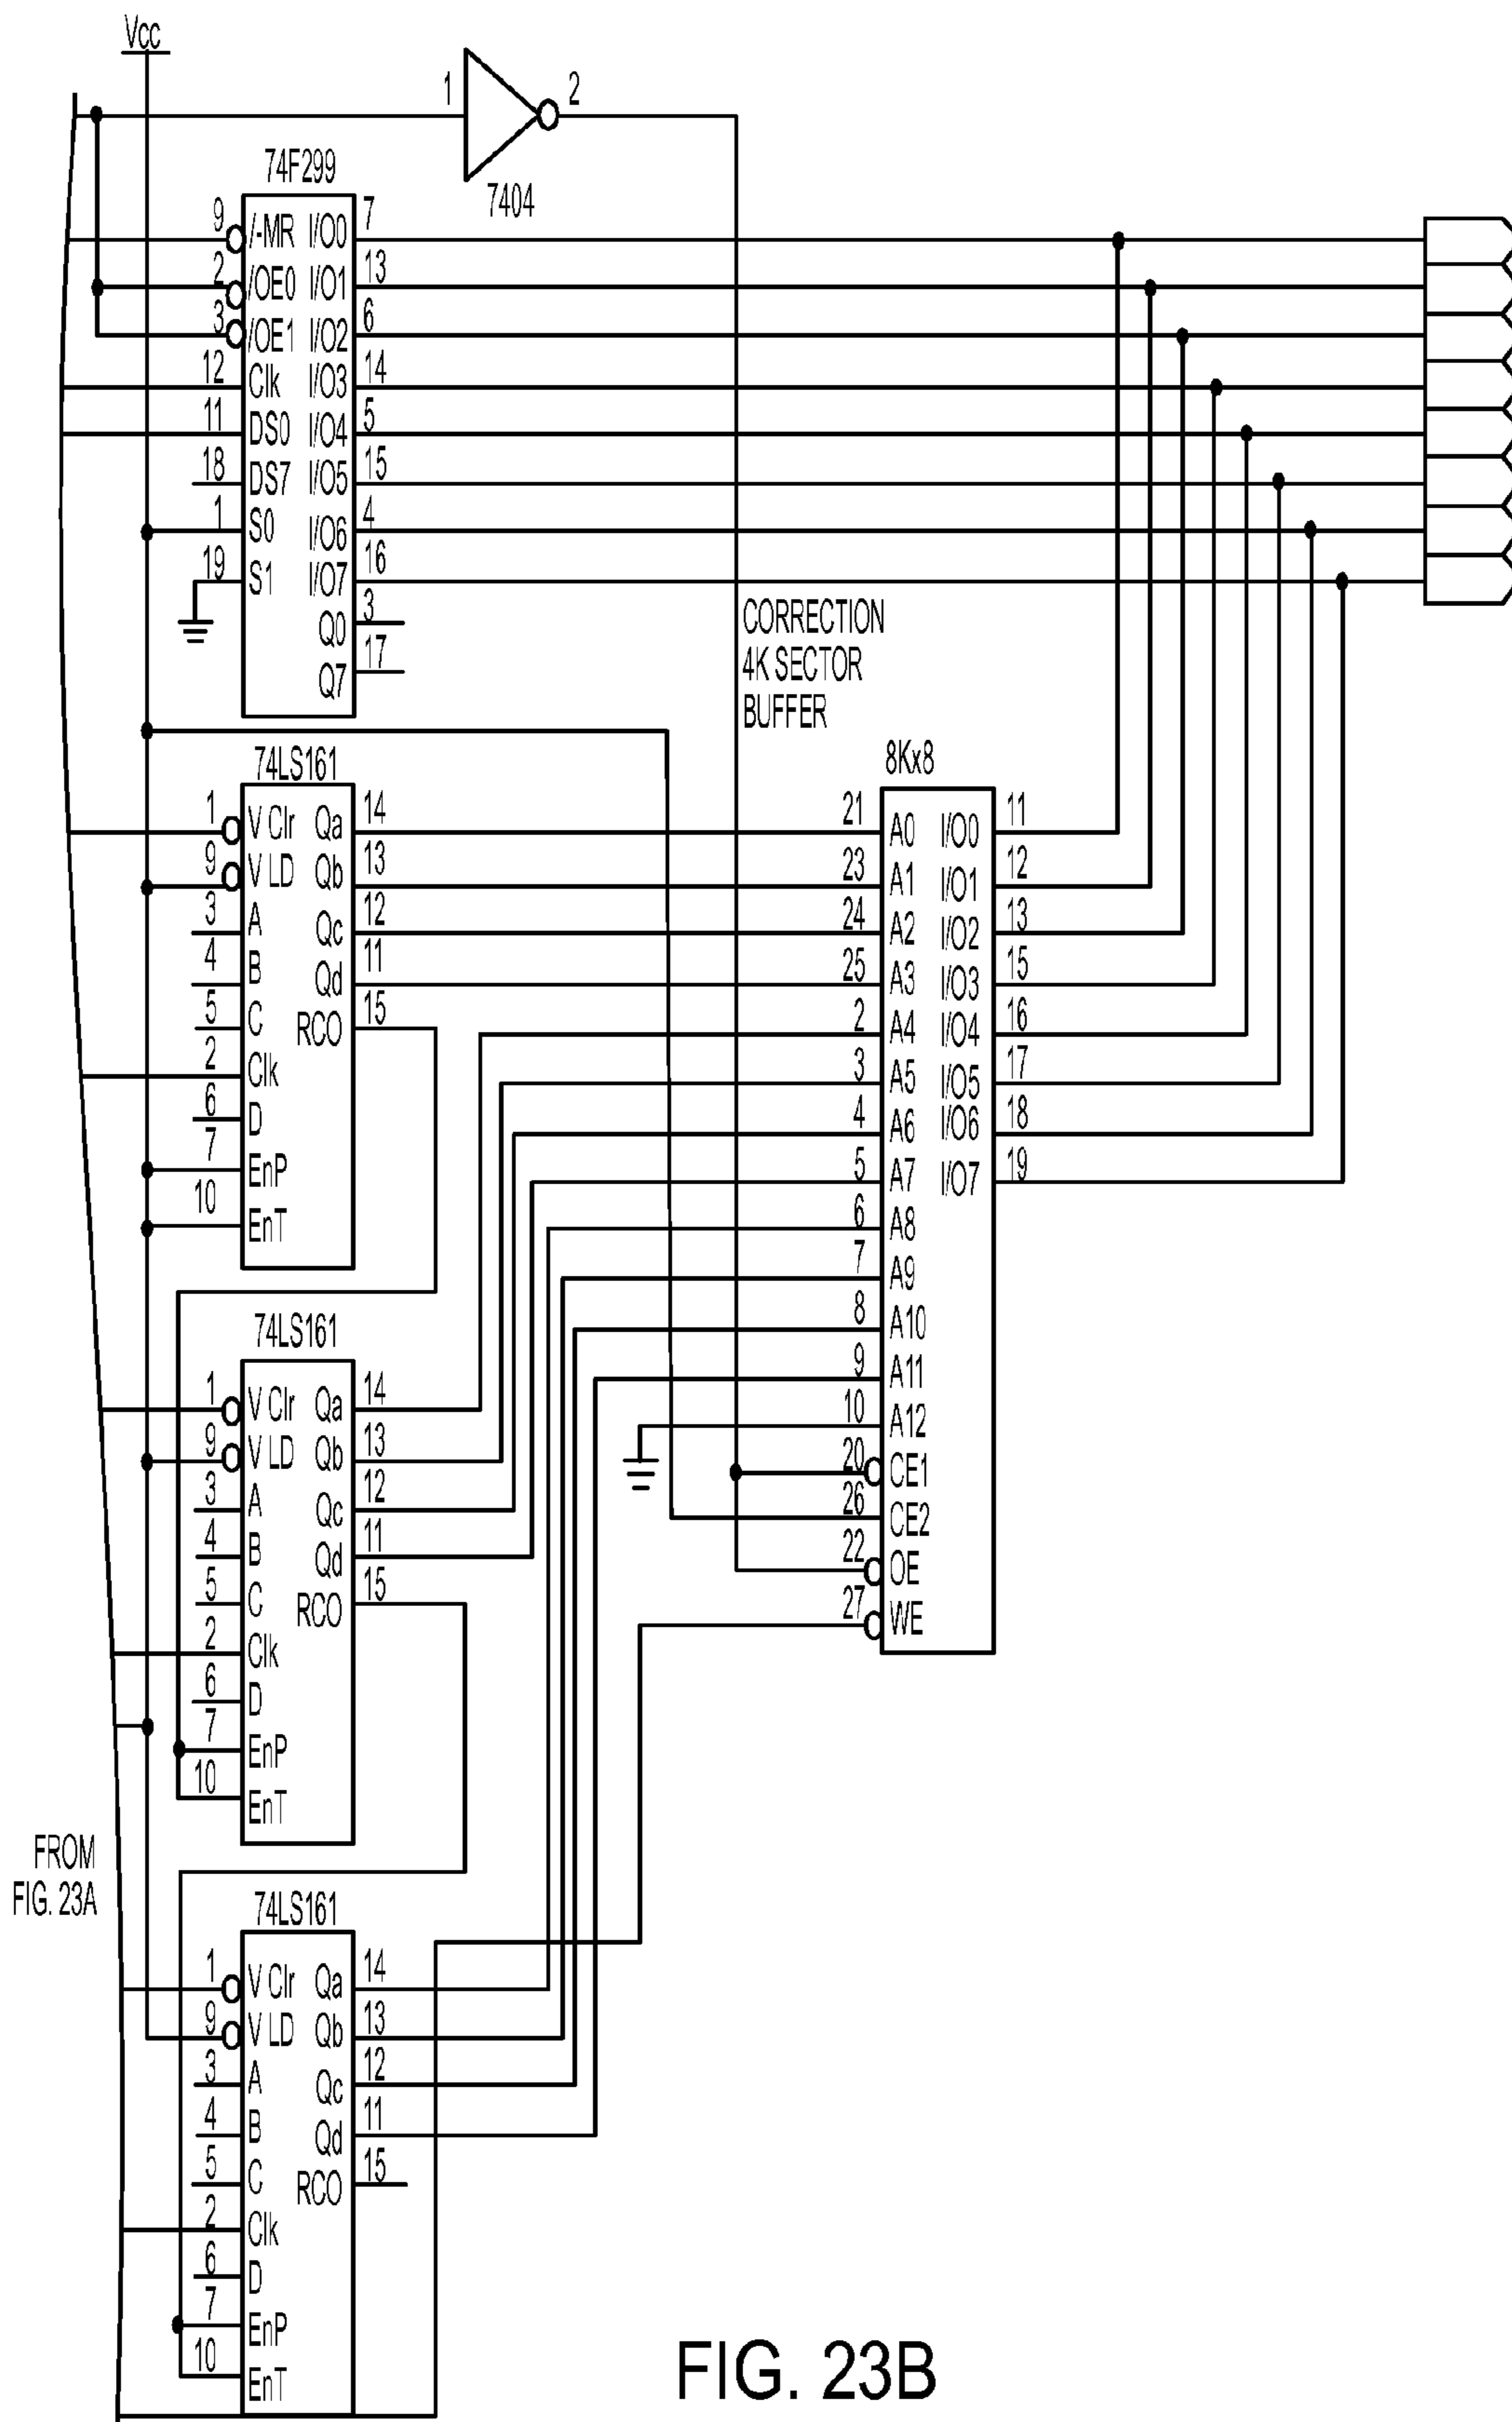 Vcc
1 2
7404
74F299
9 /-MR I/O0 7
2 /OE0 I/O1 13
3 /OE1 I/O2 6
12 Clk I/O3 14
11 DS0 I/O4 5
18 DS7 I/O5 15
1 S0 I/O6 4
19 S1 I/O7 16
Q0 3
Q7 17
CORRECTION
4K SECTOR
BUFFER
74LS161
1 V Clr Qa 14
9 V LD Qb 13
3 A Qc 12
4 B Qd 11
5 C RCO 15
2 Clk
6 D
7 EnP
10 EnT
8Kx8
21 A0 I/O0 11
23 A1 I/O1 12
24 A2 I/O2 13
25 A3 I/O3 15
2 A4 I/O4 16
3 A5 I/O5 17
4 A6 I/O6 18
5 A7 I/O7 19
6 A8
7 A9
8 A10
9 A11
10 A12
20 CE1
26 CE2
22 OE
27 WE
74LS161
1 V Clr Qa 14
9 V LD Qb 13
3 A Qc 12
4 B Qd 11
5 C RCO 15
2 Clk
6 D
7 EnP
10 EnT
FROM
FIG. 23A
74LS161
1 V Clr Qa 14
9 V LD Qb 13
3 A Qc 12
4 B Qd 11
5 C RCO 15
2 Clk
6 D
7 EnP
10 EnT
FIG. 23B